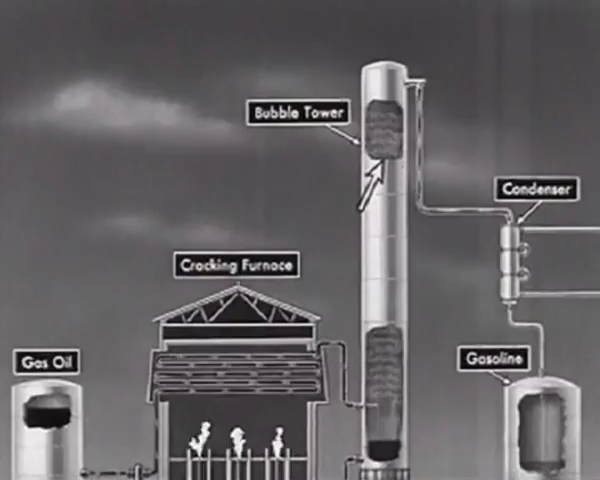 Bubble Tower
Condenser
Cracking Furnace
Gas Oil
Gasoline